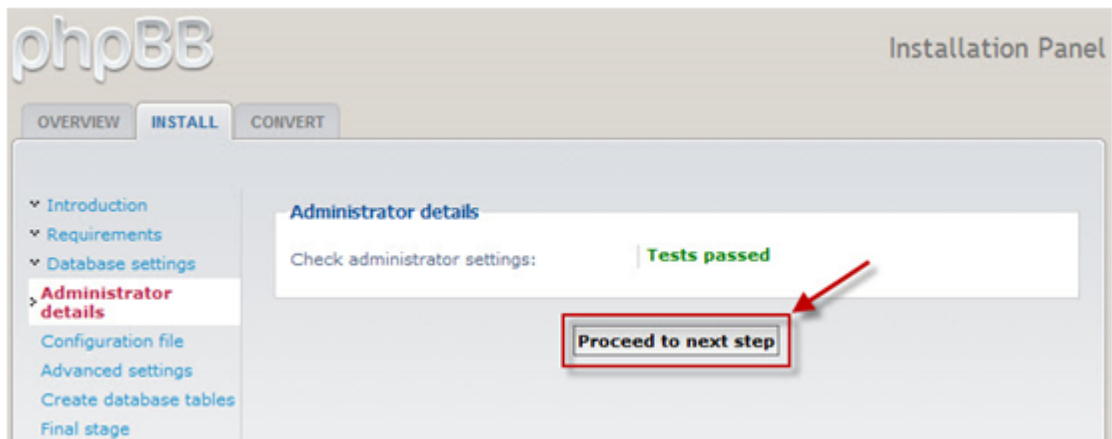 phpBB
Installation Panel
OVERVIEW INSTALL CONVERT
Introduction
Requirements
Database settings
Administrator
details
Configuration file
Advanced settings
Create database tables
Final stage
Administrator details
Check administrator settings: Tests passed
Proceed to next step